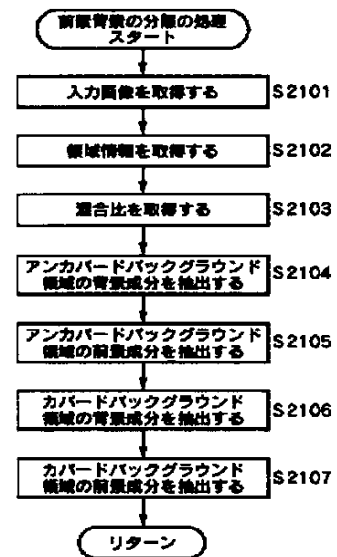 前景背景の分離の処理
スタート
入力画像を取得する S2101
領域情報を取得する S2102
混合比を取得する S2103
アンカバードバックグラウンド
領域の背景成分を抽出する S2104
アンカバードバックグラウンド
領域の前景成分を抽出する S2105
カバードバックグラウンド
領域の背景成分を抽出する S2106
カバードバックグラウンド
領域の前景成分を抽出する S2107
リターン